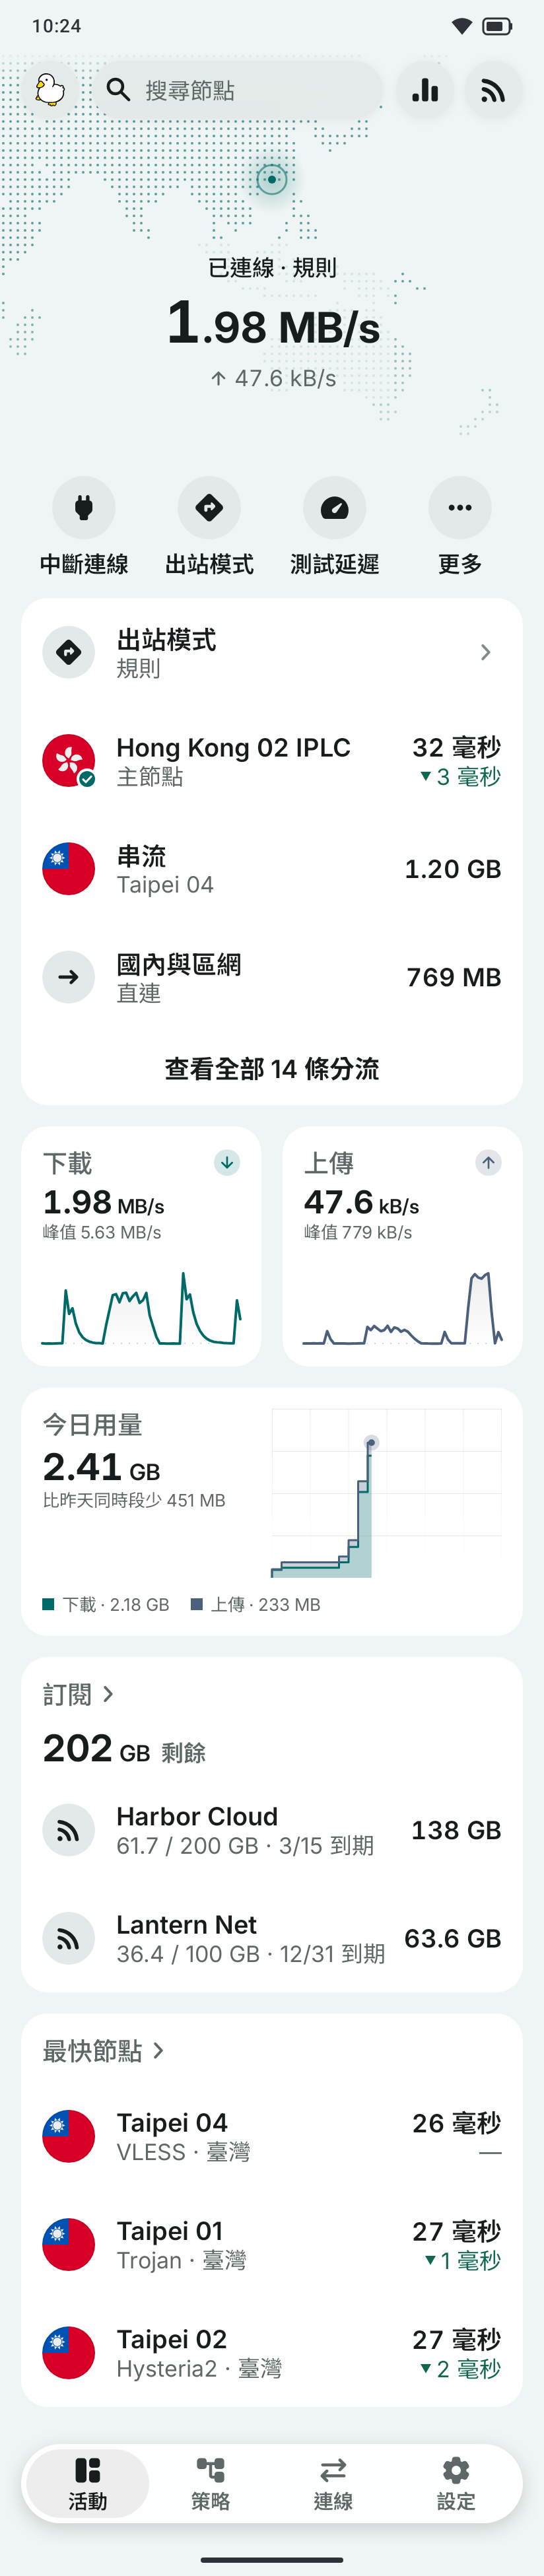 10:24
搜尋節點
已連線 · 規則
1.98 MB/s
↑ 47.6 kB/s
中斷連線 出站模式 測試延遲 更多
出站模式
規則
Hong Kong 02 IPLC 32 毫秒
主節點 ▼3 毫秒
串流 1.20 GB
Taipei 04
國內與區網 769 MB
直連
查看全部 14 條分流
下載 上傳
1.98 MB/s 47.6 kB/s
峰值 5.63 MB/s 峰值 779 kB/s
今日用量
2.41 GB
比昨天同時段少 451 MB
下載 · 2.18 GB 上傳 · 233 MB
訂閱
202 GB 剩餘
Harbor Cloud 138 GB
61.7 / 200 GB · 3/15 到期
Lantern Net 63.6 GB
36.4 / 100 GB · 12/31 到期
最快節點
Taipei 04 26 毫秒
VLESS · 臺灣 —
Taipei 01 27 毫秒
Trojan · 臺灣 ▼1 毫秒
Taipei 02 27 毫秒
Hysteria2 · 臺灣 ▼2 毫秒
活動 策略 連線 設定